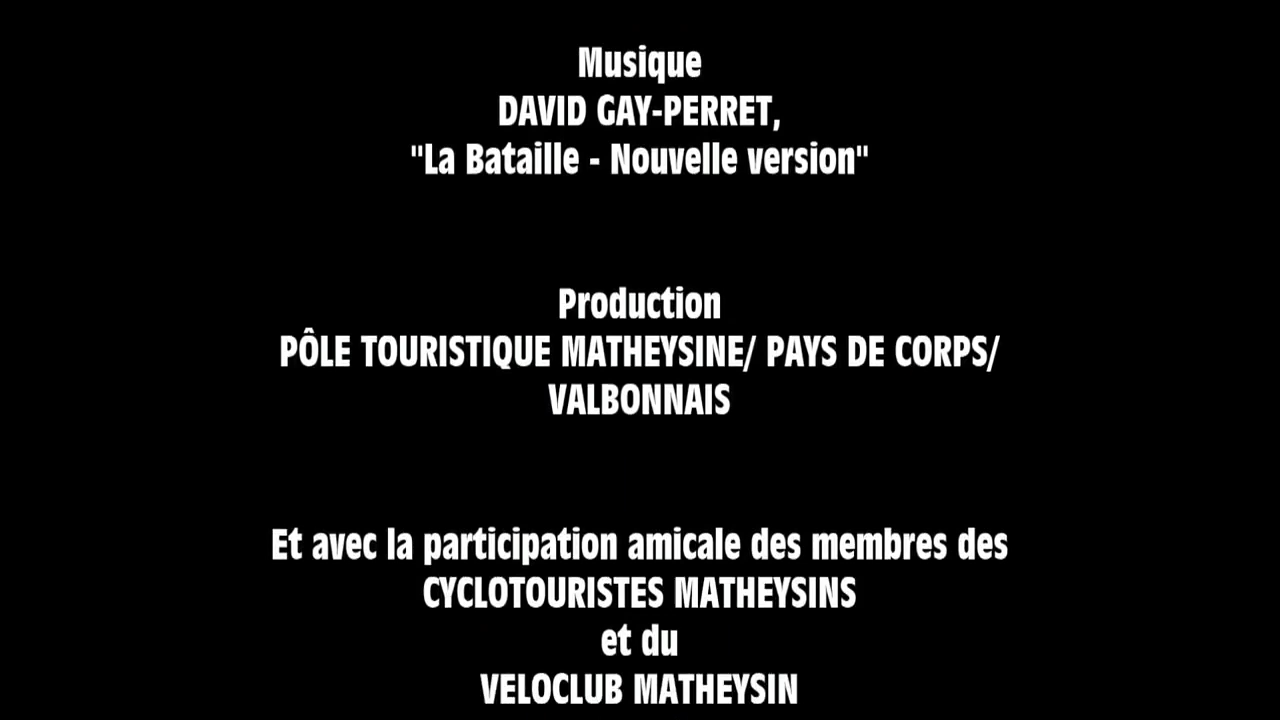 Musique
DAVID GAY-PERRET,
"La Bataille - Nouvelle version"
Production
PÔLE TOURISTIQUE MATHEYSINE/ PAYS DE CORPS/
VALBONNAIS
Et avec la participation amicale des membres des
CYCLOTOURISTES MATHEYSINS
et du
VELOCLUB MATHEYSIN